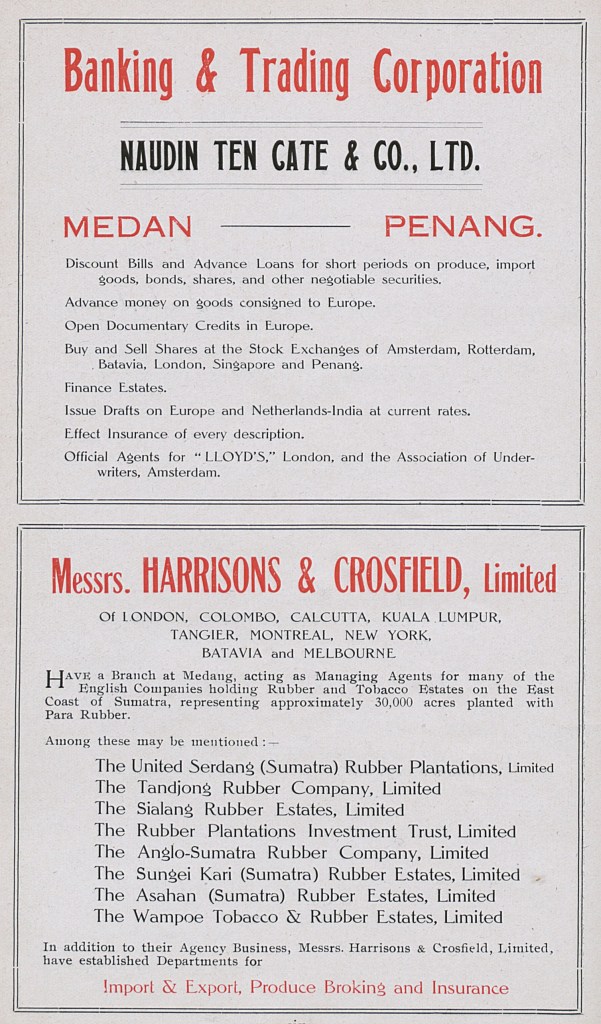 Banking & Trading Corporation
NAUDIN TEN CATE & CO., LTD.
MEDAN ——— PENANG.
Discount Bills and Advance Loans for short periods on produce, import
goods, bonds, shares, and other negotiable securities.
Advance money on goods consigned to Europe.
Open Documentary Credits in Europe.
Buy and Sell Shares at the Stock Exchanges of Amsterdam, Rotterdam,
Batavia, London, Singapore and Penang.
Finance Estates.
Issue Drafts on Europe and Netherlands-India at current rates.
Effect Insurance of every description.
Official Agents for "LLOYD'S," London, and the Association of Under-
writers, Amsterdam.
Messrs. HARRISONS & CROSFIELD, Limited
Of LONDON, COLOMBO, CALCUTTA, KUALA LUMPUR,
TANGIER, MONTREAL, NEW YORK,
BATAVIA and MELBOURNE
HAVE a Branch at Medang, acting as Managing Agents for many of the
English Companies holding Rubber and Tobacco Estates on the East
Coast of Sumatra, representing approximately 30,000 acres planted with
Para Rubber.
Among these may be mentioned :—
The United Serdang (Sumatra) Rubber Plantations, Limited
The Tandjong Rubber Company, Limited
The Sialang Rubber Estates, Limited
The Rubber Plantations Investment Trust, Limited
The Anglo-Sumatra Rubber Company, Limited
The Sungei Kari (Sumatra) Rubber Estates, Limited
The Asahan (Sumatra) Rubber Estates, Limited
The Wampoe Tobacco & Rubber Estates, Limited
In addition to their Agency Business, Messrs. Harrisons & Crosfield, Limited,
have established Departments for
Import & Export, Produce Broking and Insurance